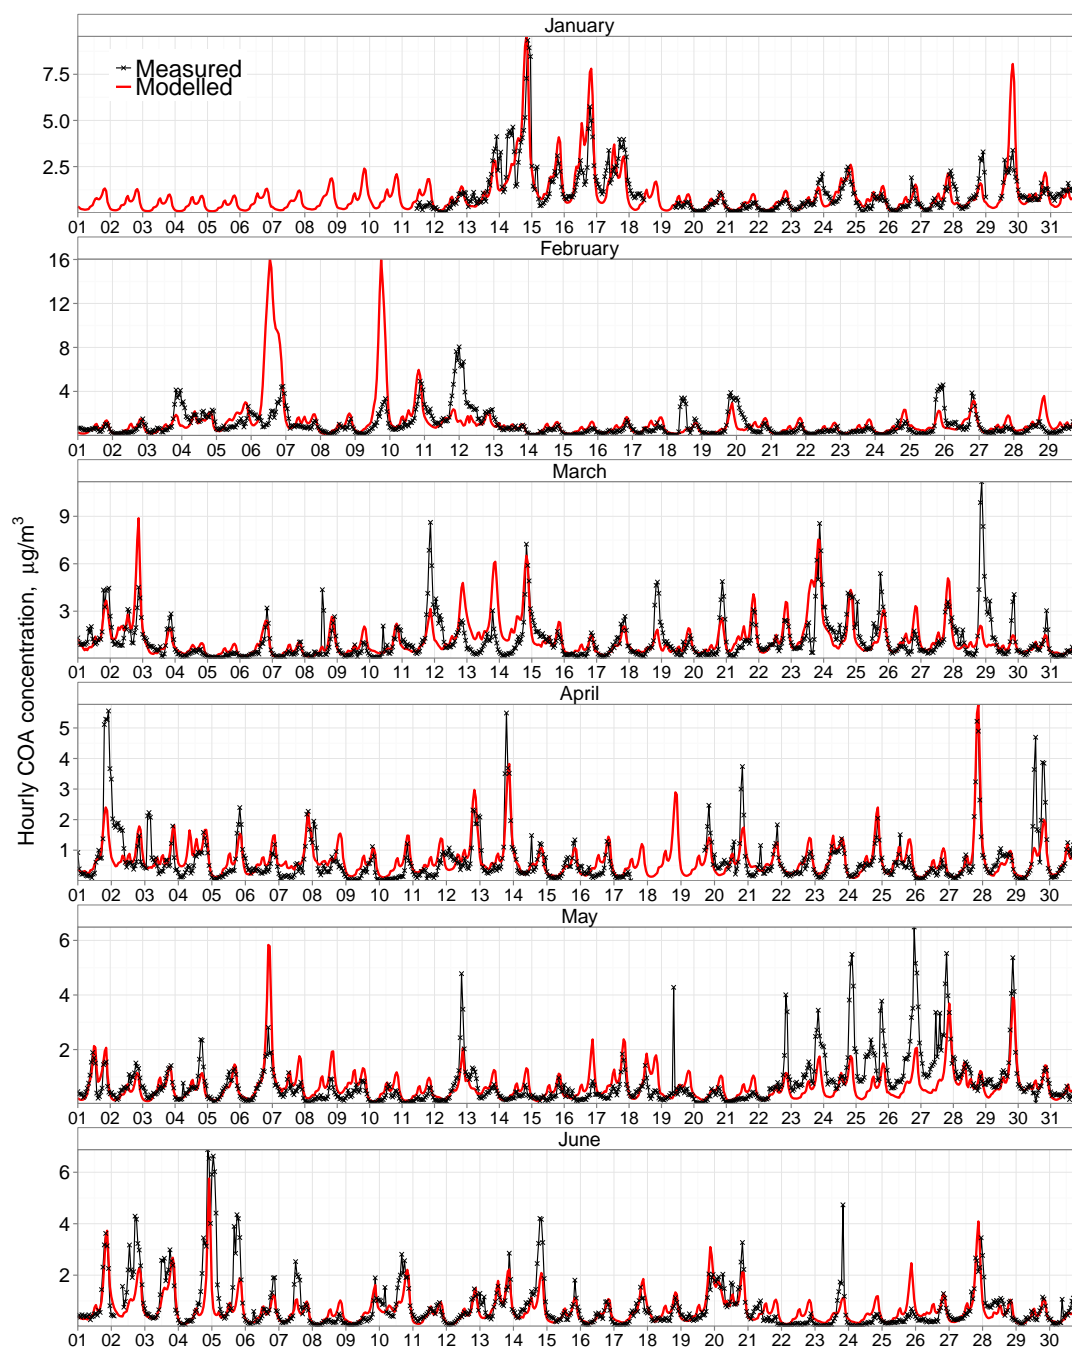 January
Measured
Modelled
7.5
5.0
2.5
01 02 03 04 05 06 07 08 09 10 11 12 13 14 15 16 17 18 19 20 21 22 23 24 25 26 27 28 29 30
February
16
12
8
4
01 02 03 04 05 06 07 08 09 10 11 12 13 14 15 16 17 18 19 20 21 22 23 24 25 26 27 28 29
March
9
6
3
01 02 03 04 05 06 07 08 09 10 11 12 13 14 15 16 17 18 19 20 21 22 23 24 25 26 27 28 29 30 31
Hourly COA concentration, μg/m³
April
5
4
3
2
1
01 02 03 04 05 06 07 08 09 10 11 12 13 14 15 16 17 18 19 20 21 22 23 24 25 26 27 28 29 30
May
6
4
2
01 02 03 04 05 06 07 08 09 10 11 12 13 14 15 16 17 18 19 20 21 22 23 24 25 26 27 28 29 30 31
June
6
4
2
01 02 03 04 05 06 07 08 09 10 11 12 13 14 15 16 17 18 19 20 21 22 23 24 25 26 27 28 29 30